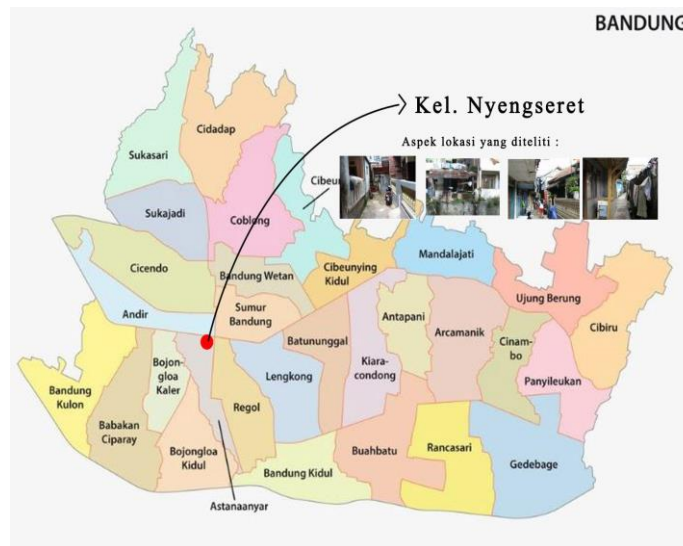 BANDUNG
Kel. Nyengseret
Aspek lokasi yang diteliti :
Cidadap
Sukasari
Cibeun
Sukajadi
Coblong
Cicendo
Bandung Wetan
Cibeunying
Kidul
Mandalajati
Andir
Sumur
Bandung
Ujung Berung
Antapani
Arcamanik
Cibiru
Batununggal
Cinam-
bo
Bojon-
gloa
Kaler
Kiara-
condong
Panyileukan
Bandung
Kulon
Lengkong
Regol
Babakan
Ciparay
Bojongloa
Kidul
Buahbatu
Rancasari
Gedebage
Bandung Kidul
Astanaanyar